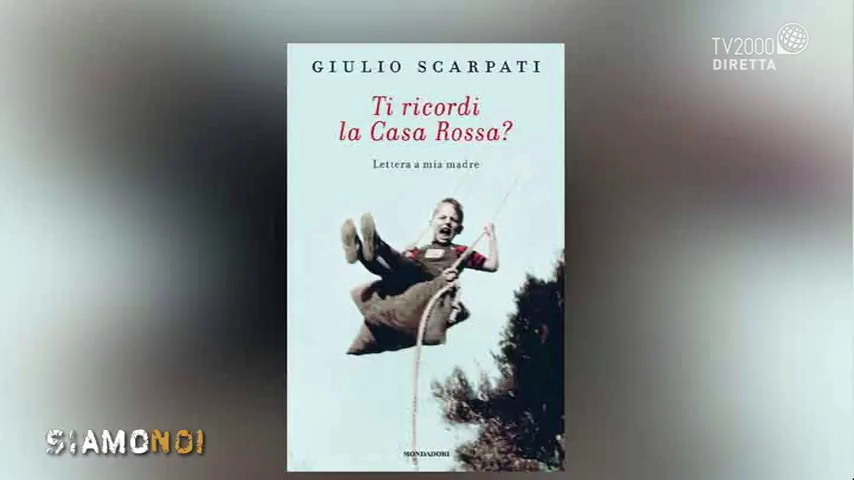 TV2000
DIRETTA
GIULIO SCARPATI
Ti ricordi
la Casa Rossa?
Lettera a mia madre
MONDADORI
SIAMONOI